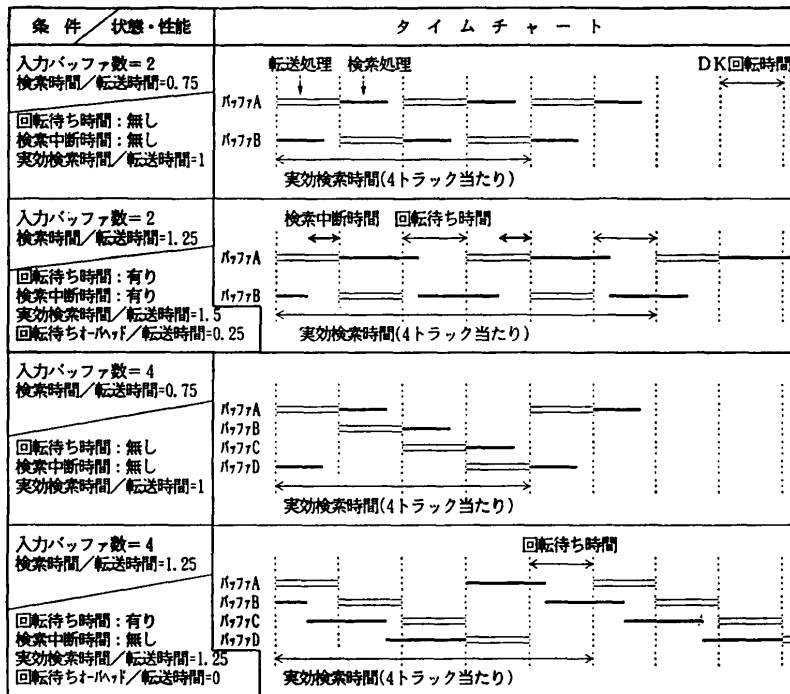 条件/状態・性能
タイムチャート
入力バッファ数=2
検索時間/転送時間=0.75
回転待ち時間:無し
検索中断時間:無し
実効検索時間/転送時間=1
転送処理 検索処理
DK回転時間
バッファA
バッファB
実効検索時間(4トラック当たり)
入力バッファ数=2
検索時間/転送時間=1.25
回転待ち時間:有り
検索中断時間:有り
実効検索時間/転送時間=1.5
回転待ちオーバヘッド/転送時間=0.25
検索中断時間 回転待ち時間
バッファA
バッファB
実効検索時間(4トラック当たり)
入力バッファ数=4
検索時間/転送時間=0.75
回転待ち時間:無し
検索中断時間:無し
実効検索時間/転送時間=1
バッファA
バッファB
バッファC
バッファD
実効検索時間(4トラック当たり)
入力バッファ数=4
検索時間/転送時間=1.25
回転待ち時間:有り
検索中断時間:無し
実効検索時間/転送時間=1.25
回転待ちオーバヘッド/転送時間=0
回転待ち時間
バッファA
バッファB
バッファC
バッファD
実効検索時間(4トラック当たり)